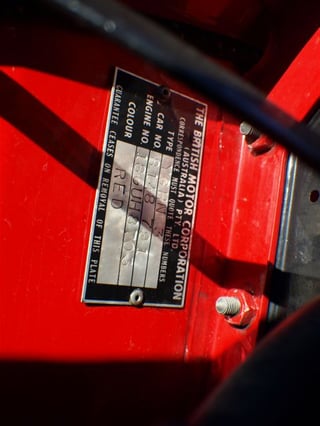 THE BRITISH MOTOR CORPORATION
(AUSTRALIA) PTY. LTD.
CORRESPONDENCE MUST QUOTE THESE NUMBERS
TYPE
CAR NO.
ENGINE NO.
COLOUR RED
GUARANTEE CEASES ON REMOVAL OF THIS PLATE